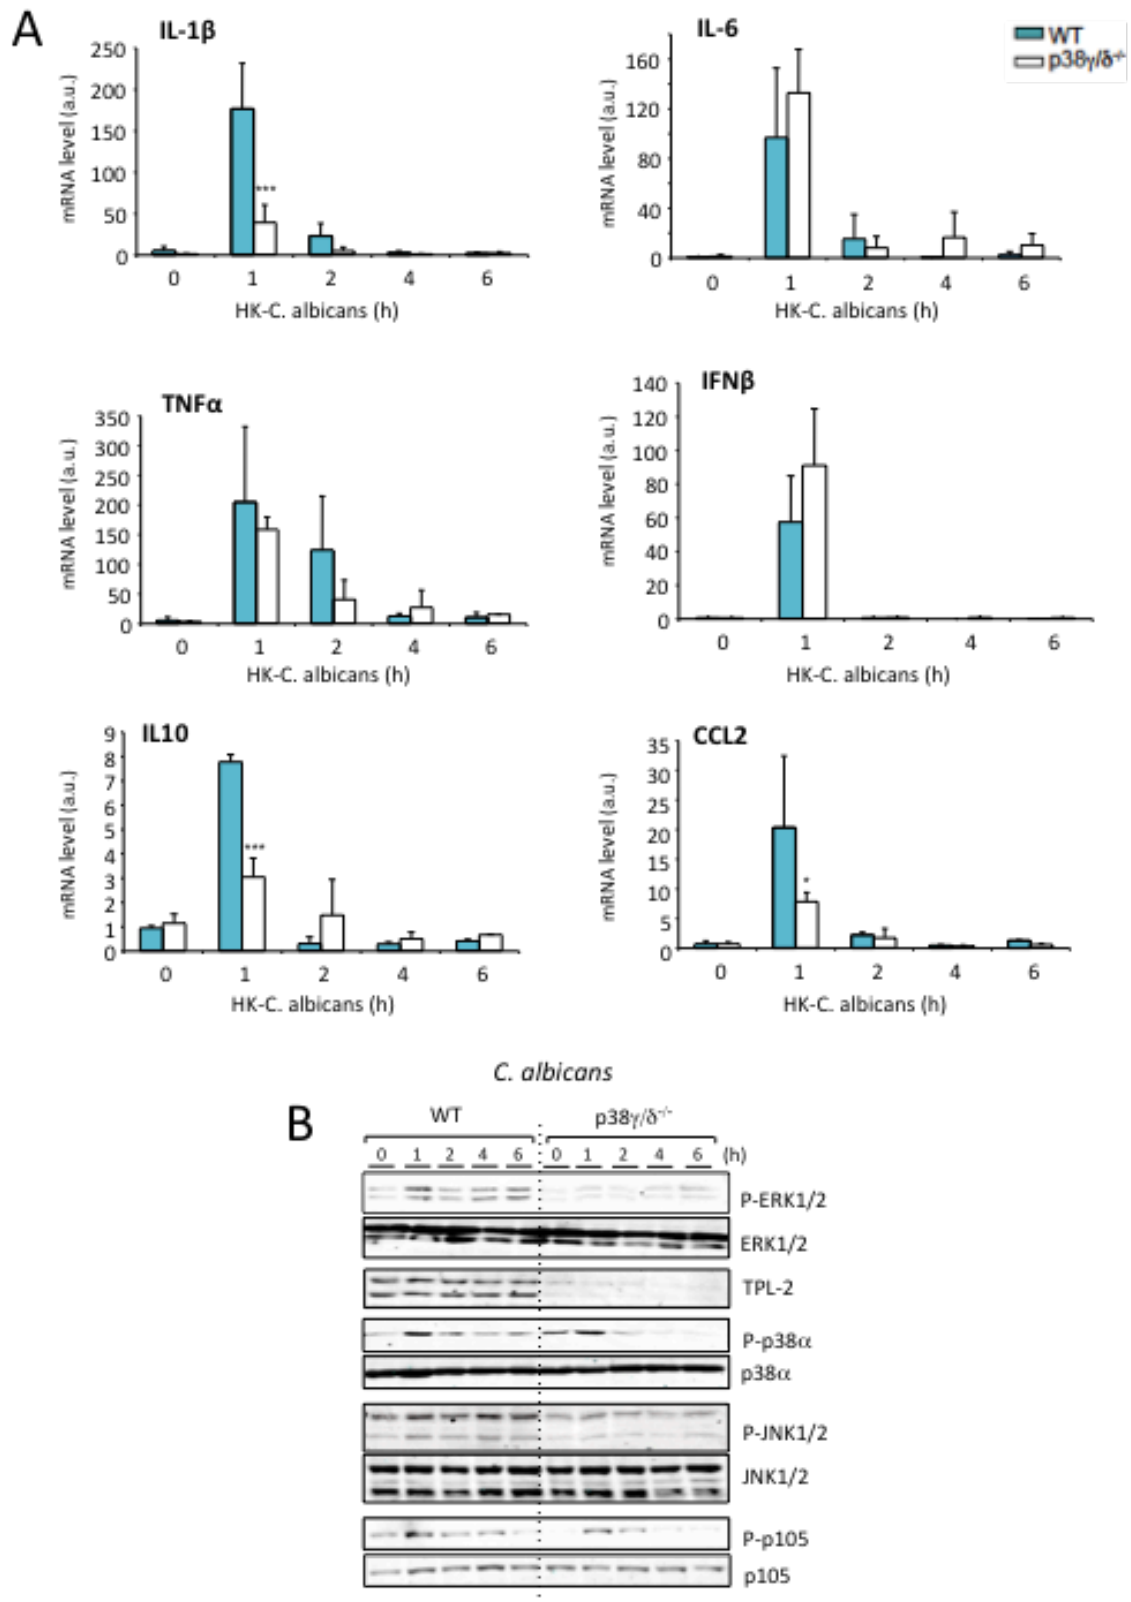 A
IL-1β
IL-6
WT
p38γ/δ-/-
mRNA level (a.u.)
250
200
150
100
50
0
***
0 1 2 4 6
HK-C. albicans (h)
mRNA level (a.u.)
160
120
80
40
0
0 1 2 4 6
HK-C. albicans (h)
TNFα
mRNA level (a.u.)
350
300
250
200
150
100
50
0
0 1 2 4 6
HK-C. albicans (h)
IFNβ
mRNA level (a.u.)
140
120
100
80
60
40
20
0
0 1 2 4 6
HK-C. albicans (h)
IL10
mRNA level (a.u.)
9
8
7
6
5
4
3
2
1
0
***
0 1 2 4 6
HK-C. albicans (h)
CCL2
mRNA level (a.u.)
35
30
25
20
15
10
5
0
*
0 1 2 4 6
HK-C. albicans (h)
C. albicans
B
WT p38γ/δ-/-
0 1 2 4 6 0 1 2 4 6 (h)
P-ERK1/2
ERK1/2
TPL-2
P-p38α
p38α
P-JNK1/2
JNK1/2
P-p105
p105